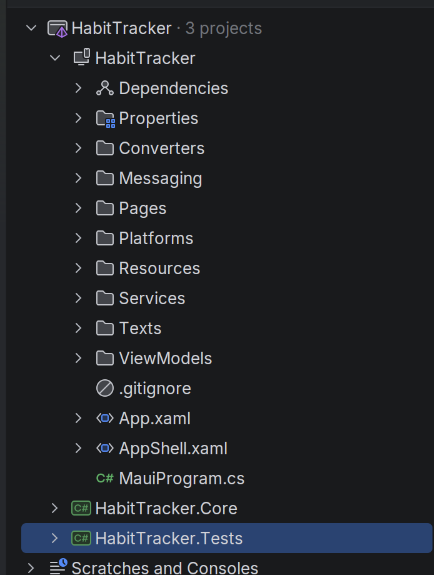 HabitTracker · 3 projects
HabitTracker
Dependencies
Properties
Converters
Messaging
Pages
Platforms
Resources
Services
Texts
ViewModels
.gitignore
App.xaml
AppShell.xaml
C# MauiProgram.cs
C# HabitTracker.Core
C# HabitTracker.Tests
Scratches and Consoles